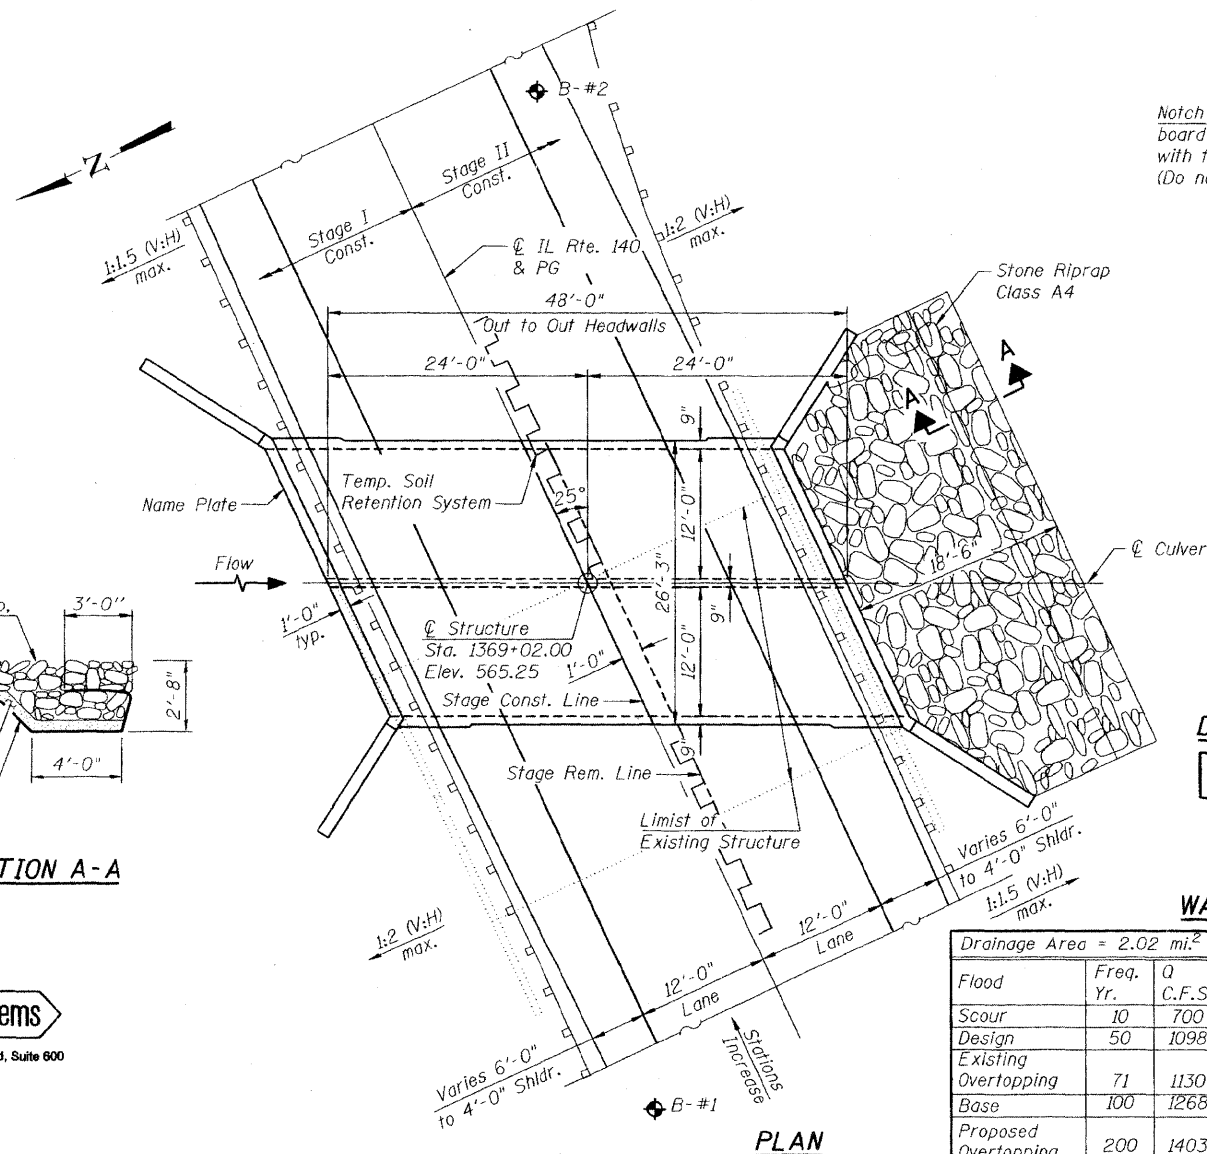 B-#2
N
Notch
board
Stage II
Const.
Stage I
Const.
1:1.5 (V:H)
max.
1:2 (V:H)
max.
℄ IL Rte. 140
& PG
Stone Riprap
Class A4
48'-0"
Out to Out Headwalls
24'-0"
24'-0"
A
A
9"
Temp. Soil
Retention System
25°
Name Plate
12'-0"
26'-3"
18'-6"
Flow
℄ Culver
3'-0"
1'-0"
typ.
9"
℄ Structure
Sta. 1369+02.00
Elev. 565.25
1'-0"
12'-0"
2'-8"
Stage Const. Line
4'-0"
9"
Stage Rem. Line
Limist of
Existing Structure
TION A-A
Varies 6'-0"
to 4'-0" Shldr.
1:1.5 (V:H)
max.
1:2 (V:H)
max.
12'-0"
Lane
12'-0"
Lane
ems
d, Suite 600
Varies 6'-0"
to 4'-0" Shldr.
Stations
Increase
B-#1
PLAN
WA
Drainage Area = 2.02 mi.²
Flood Freq. Yr. Q C.F.S
Scour 10 700
Design 50 1098
Existing
Overtopping 71 1130
Base 100 1268
Proposed
Overtopping 200 1403